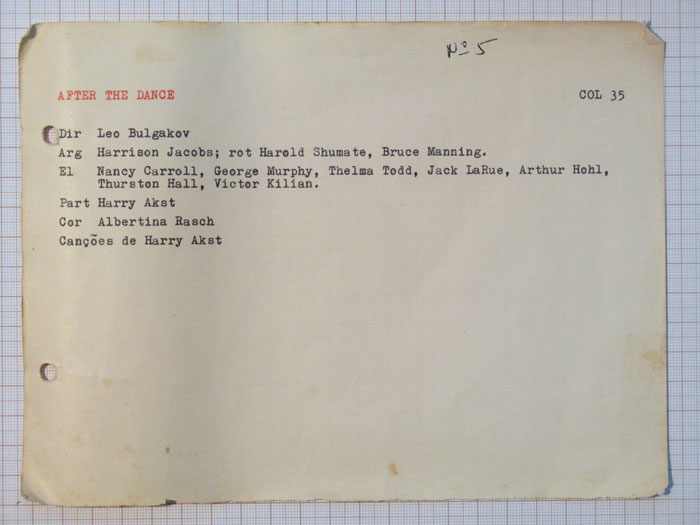 Nº 5
AFTER THE DANCE COL 35
Dir Leo Bulgakov
Arg Harrison Jacobs; rot Harold Shumate, Bruce Manning.
El Nancy Carroll, George Murphy, Thelma Todd, Jack LaRue, Arthur Hohl,
Thurston Hall, Victor Kilian.
Part Harry Akst
Cor Albertina Rasch
Canções de Harry Akst